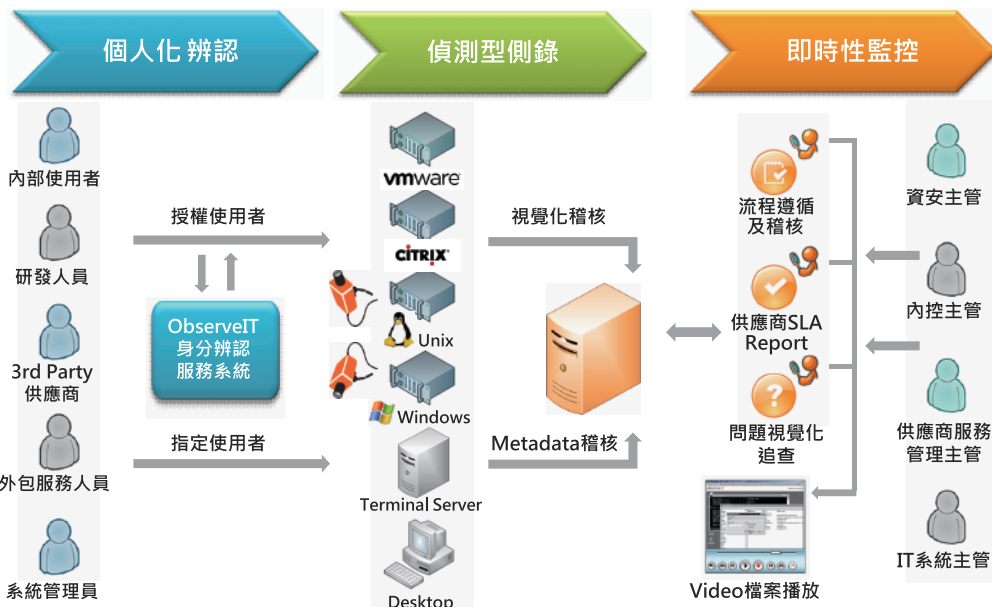 個人化 辨認
偵測型側錄
即時性監控
內部使用者
研發人員
3rd Party
供應商
外包服務人員
系統管理員
授權使用者
ObserveIT
身分辨認
服務系統
指定使用者
vmware
CITRIX
Unix
Windows
Terminal Server
Desktop
視覺化稽核
Metadata稽核
流程遵循
及稽核
供應商SLA
Report
問題視覺化
追查
Video檔案播放
資安主管
內控主管
供應商服務
管理主管
IT系統主管